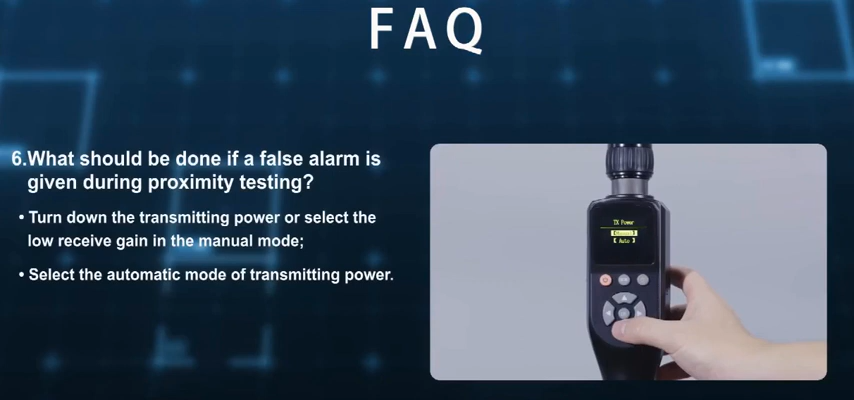 FAQ
6.What should be done if a false alarm is
given during proximity testing?
• Turn down the transmitting power or select the
low receive gain in the manual mode;
• Select the automatic mode of transmitting power.
TX Power
[ Auto ]